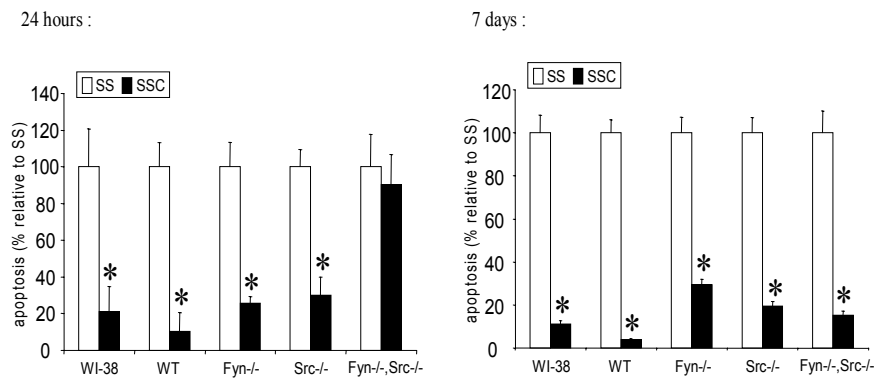 24 hours :
7 days :
SS SSC
SS SSC
apoptosis (% relative to SS)
140
120
100
80
60
40
20
0
* * * *
WI-38 WT Fyn-/- Src-/- Fyn-/-,Src-/-
apoptosis (% relative to SS)
120
100
80
60
40
20
0
* * * * *
WI-38 WT Fyn-/- Src-/- Fyn-/-,Src-/-